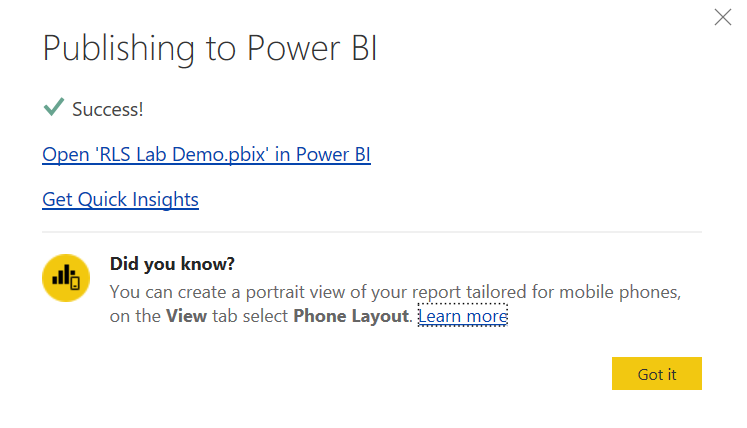 Publishing to Power BI
Success!
Open 'RLS Lab Demo.pbix' in Power BI
Get Quick Insights
Did you know?
You can create a portrait view of your report tailored for mobile phones,
on the View tab select Phone Layout. Learn more
Got it